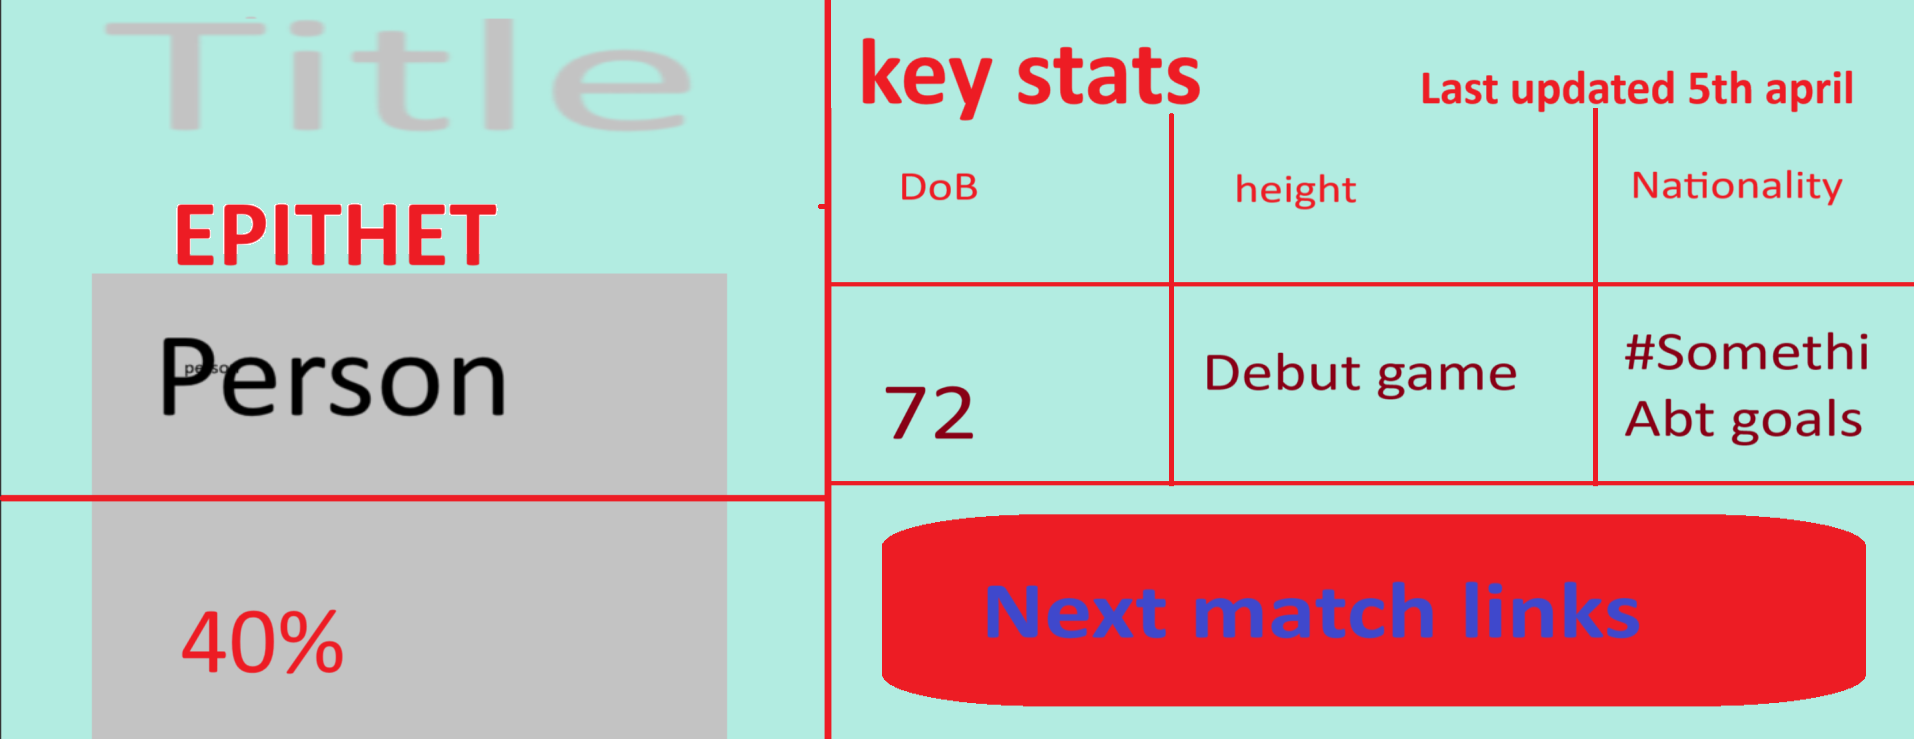 Title
EPITHET
Person
person
40%
key stats
Last updated 5th april
DoB
height
Nationality
72
Debut game
#Somethi
Abt goals
Next match links